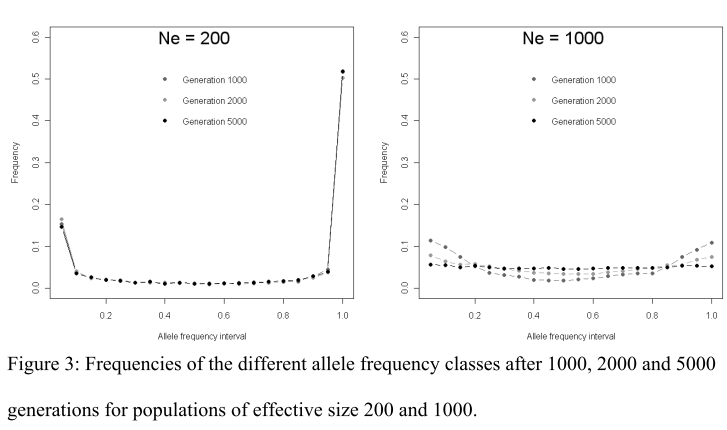 Ne = 200
0.6
0.5
0.4
0.3
0.2
0.1
0.0
Frequency
Generation 1000
Generation 2000
Generation 5000
0.2
0.4
0.6
0.8
1.0
Allele frequency interval
Ne = 1000
0.6
0.5
0.4
0.3
0.2
0.1
0.0
Frequency
Generation 1000
Generation 2000
Generation 5000
0.2
0.4
0.6
0.8
1.0
Allele frequency interval
Figure 3: Frequencies of the different allele frequency classes after 1000, 2000 and 5000
generations for populations of effective size 200 and 1000.